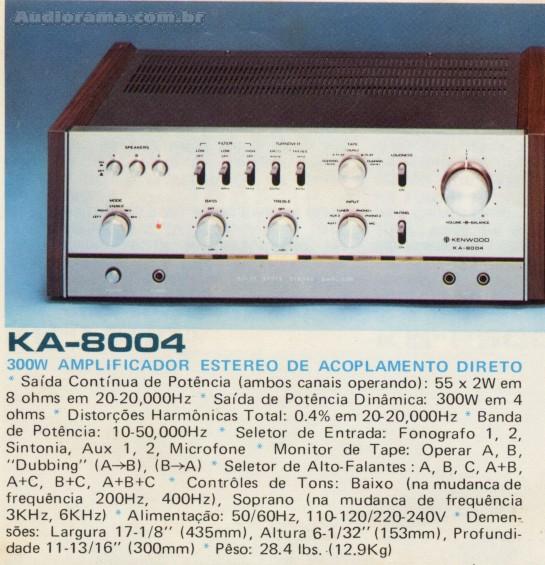 Audiorama.com.br
SPEAKERS
FILTER
TURNOVER
TAPE
LOUDNESS
MODE
BASS
TREBLE
INPUT
MUTING
VOLUME BALANCE
KENWOOD
KA-8004
KA-8004
300W AMPLIFICADOR ESTEREO DE ACOPLAMENTO DIRETO
* Saída Contínua de Potência (ambos canais operando): 55 x 2W em
8 ohms em 20-20,000Hz * Saída de Potência Dinâmica: 300W em 4
ohms * Distorções Harmònicas Total: 0.4% em 20-20,000Hz * Banda
de Potência: 10-50,000Hz * Seletor de Entrada: Fonografo 1, 2,
Sintonia, Aux 1, 2, Microfone * Monitor de Tape: Operar A, B,
"Dubbing" (A→B), (B→A) * Seletor de Alto-Falantes : A, B, C, A+B,
A+C, B+C, A+B+C * Contrôles de Tons: Baixo (na mudanca de
frequência 200Hz, 400Hz), Soprano (na mudanca de frequência
3KHz, 6KHz) * Alimentação: 50/60Hz, 110-120/220-240V * Demen-
sões: Largura 17-1/8'' (435mm), Altura 6-1/32'' (153mm), Profundi-
dade 11-13/16'' (300mm) * Pêso: 28.4 lbs. (12.9Kg)